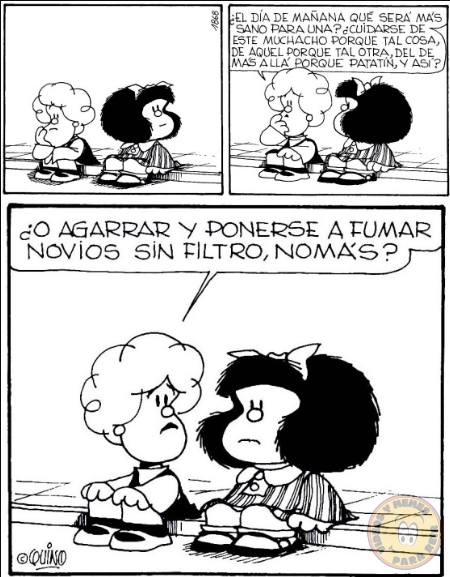 1868
¿EL DÍA DE MAÑANA QUÉ SERÁ MÁS
SANO PARA UNA? ¿CUIDARSE DE
ESTE MUCHACHO PORQUE TAL COSA,
DE AQUEL PORQUE TAL OTRA, DEL DE
MÁS ALLÁ PORQUE PATATÍN, Y ASÍ?
¿O AGARRAR Y PONERSE A FUMAR
NOVIOS SIN FILTRO, NOMÁS?
©QUINO